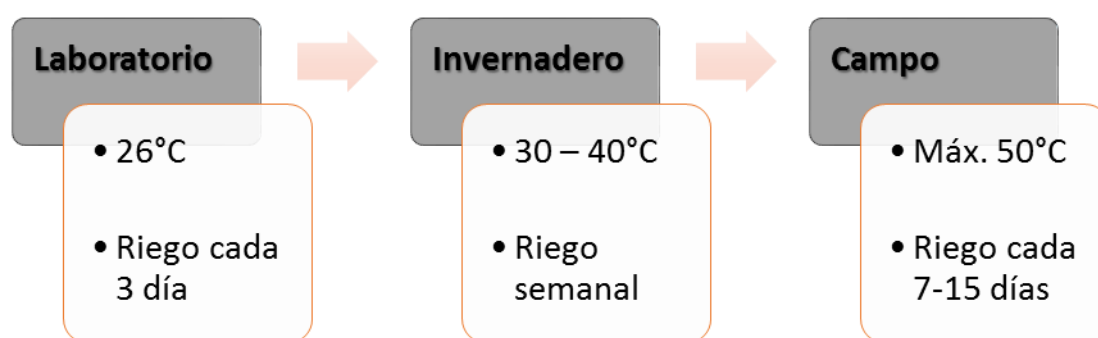 Laboratorio
• 26°C
• Riego cada
3 día
Invernadero
• 30 – 40°C
• Riego
semanal
Campo
• Máx. 50°C
• Riego cada
7-15 días